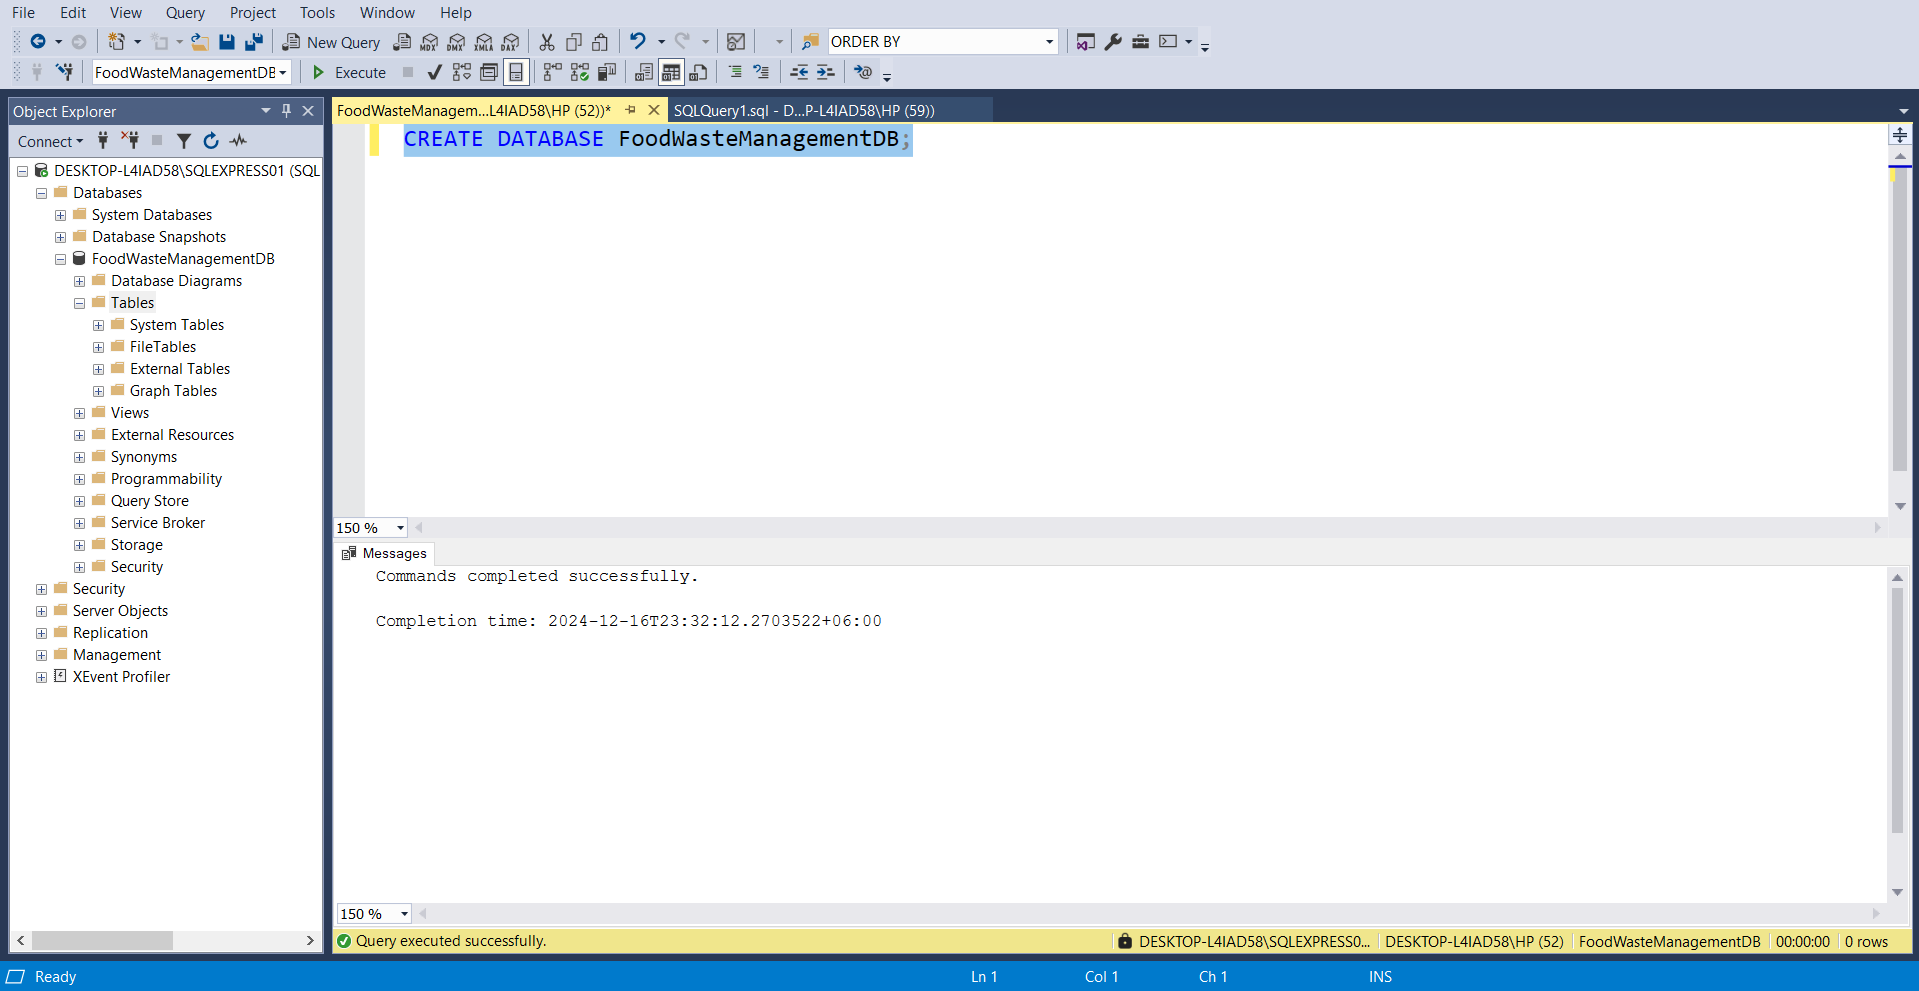 File Edit View Query Project Tools Window Help
New Query MDX DMX XMLA DAX ORDER BY
FoodWasteManagementDB Execute
Object Explorer
Connect
DESKTOP-L4IAD58\SQLEXPRESS01 (SQL
Databases
System Databases
Database Snapshots
FoodWasteManagementDB
Database Diagrams
Tables
System Tables
FileTables
External Tables
Graph Tables
Views
External Resources
Synonyms
Programmability
Query Store
Service Broker
Storage
Security
Security
Server Objects
Replication
Management
XEvent Profiler
FoodWasteManagem...L4IAD58\HP (52))* SQLQuery1.sql - D...P-L4IAD58\HP (59))
CREATE DATABASE FoodWasteManagementDB;
150 %
Messages
Commands completed successfully.
Completion time: 2024-12-16T23:32:12.2703522+06:00
150 %
Query executed successfully. DESKTOP-L4IAD58\SQLEXPRESS0... DESKTOP-L4IAD58\HP (52) FoodWasteManagementDB 00:00:00 0 rows
Ready Ln 1 Col 1 Ch 1 INS